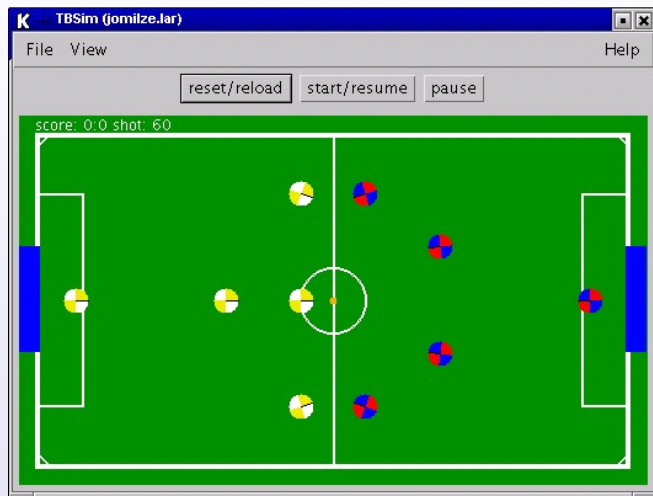 TBSim (jomilze.lar)
File View Help
reset/reload start/resume pause
score: 0:0 shot: 60